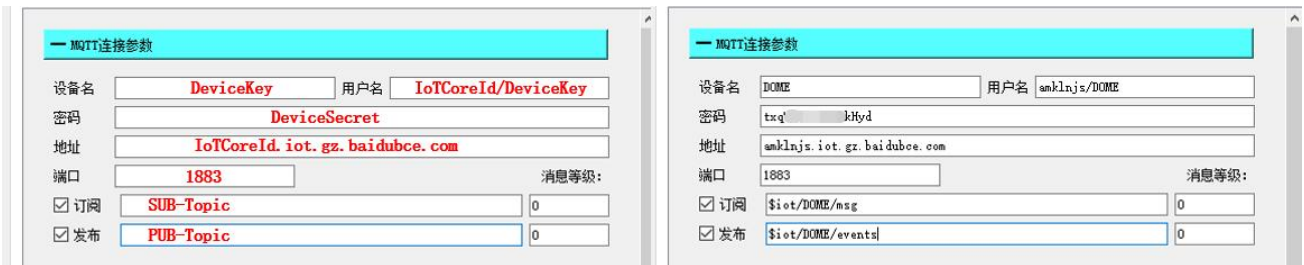 一 MQTT连接参数
设备名 DeviceKey 用户名 IoTCoreId/DeviceKey
密码 DeviceSecret
地址 IoTCoreId.iot.gz.baidubce.com
端口 1883 消息等级:
订阅 SUB-Topic 0
发布 PUB-Topic 0
一 MQTT连接参数
设备名 DOME 用户名 amklnjs/DOME
密码 txq kHyd
地址 amklnjs.iot.gz.baidubce.com
端口 1883 消息等级:
订阅 $iot/DOME/msg 0
发布 $iot/DOME/events 0